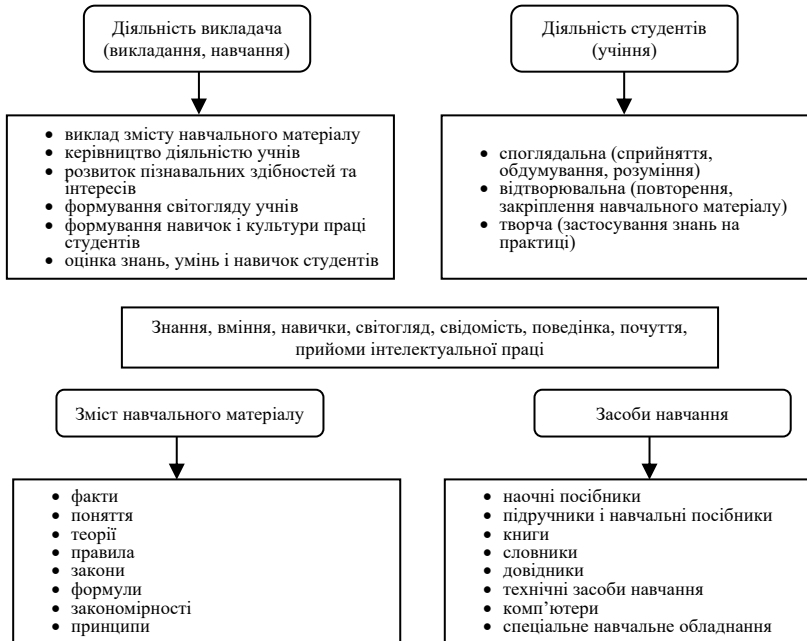 Діяльність викладача
(викладання, навчання)
Діяльність студентів
(учіння)
• виклад змісту навчального матеріалу
• керівництво діяльністю учнів
• розвиток пізнавальних здібностей та
інтересів
• формування світогляду учнів
• формування навичок і культури праці
студентів
• оцінка знань, умінь і навичок студентів
• споглядальна (сприйняття,
обдумування, розуміння)
• відтворювальна (повторення,
закріплення навчального матеріалу)
• творча (застосування знань на
практиці)
Знання, вміння, навички, світогляд, свідомість, поведінка, почуття,
прийоми інтелектуальної праці
Зміст навчального матеріалу
Засоби навчання
• факти
• поняття
• теорії
• правила
• закони
• формули
• закономірності
• принципи
• наочні посібники
• підручники і навчальні посібники
• книги
• словники
• довідники
• технічні засоби навчання
• комп’ютери
• спеціальне навчальне обладнання